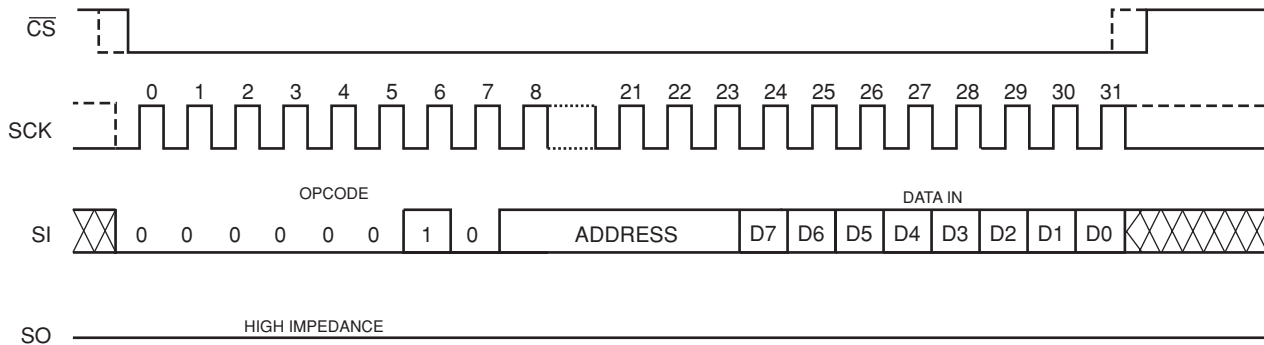 CS
0 1 2 3 4 5 6 7 8 21 22 23 24 25 26 27 28 29 30 31
SCK
OPCODE
DATA IN
SI 0 0 0 0 0 0 1 0 ADDRESS D7 D6 D5 D4 D3 D2 D1 D0
HIGH IMPEDANCE
SO